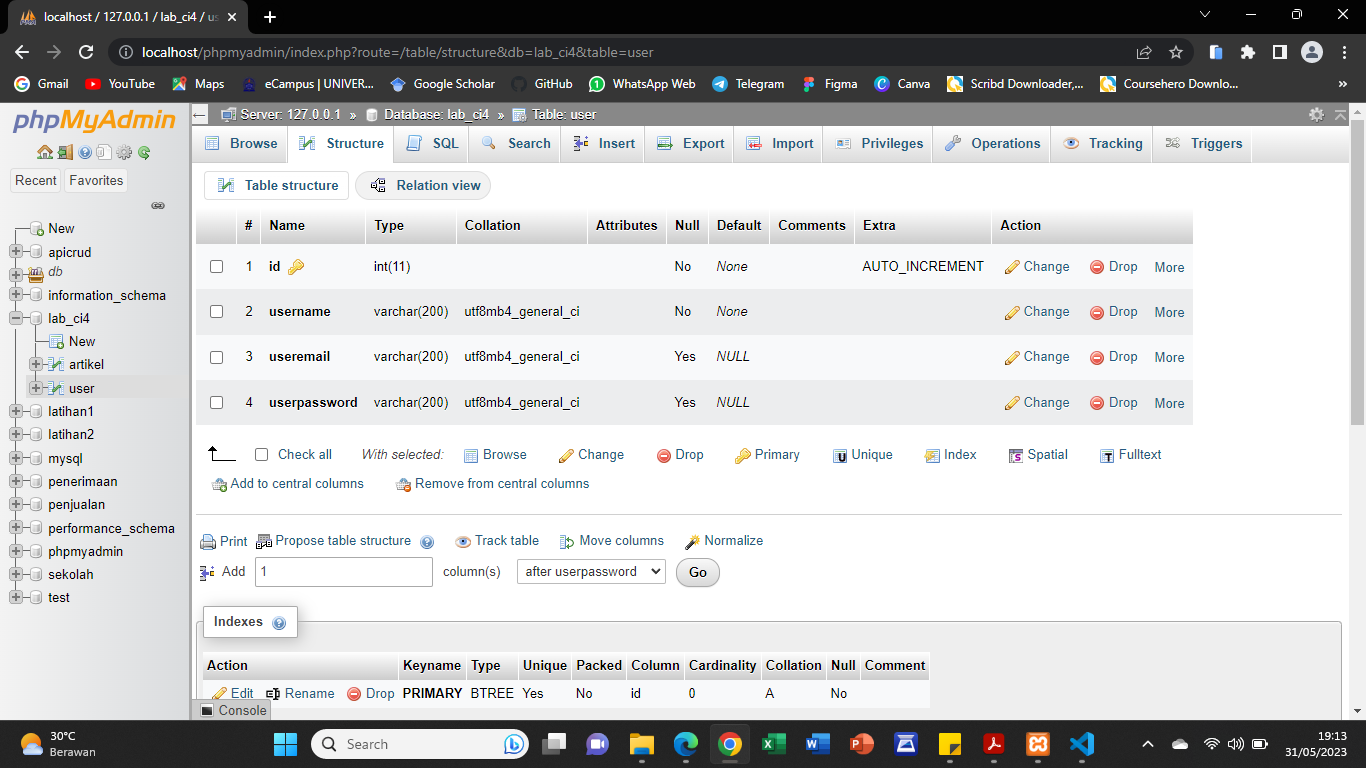 localhost / 127.0.0.1 / lab_ci4 / us
localhost/phpmyadmin/index.php?route=/table/structure&db=lab_ci4&table=user
Gmail YouTube Maps eCampus | UNIVER... Google Scholar GitHub WhatsApp Web Telegram Figma Canva Scribd Downloader,... Coursehero Downlo... »
phpMyAdmin
Recent Favorites
New
apicrud
db
information_schema
lab_ci4
New
artikel
user
latihan1
latihan2
mysql
penerimaan
penjualan
performance_schema
phpmyadmin
sekolah
test
Server: 127.0.0.1 » Database: lab_ci4 » Table: user
Browse Structure SQL Search Insert Export Import Privileges Operations Tracking Triggers
Table structure Relation view
# Name Type Collation Attributes Null Default Comments Extra Action
1 id int(11) No None AUTO_INCREMENT Change Drop More
2 username varchar(200) utf8mb4_general_ci No None Change Drop More
3 useremail varchar(200) utf8mb4_general_ci Yes NULL Change Drop More
4 userpassword varchar(200) utf8mb4_general_ci Yes NULL Change Drop More
Check all With selected: Browse Change Drop Primary Unique Index Spatial Fulltext
Add to central columns Remove from central columns
Print Propose table structure Track table Move columns Normalize
Add 1 column(s) after userpassword Go
Indexes
Action Keyname Type Unique Packed Column Cardinality Collation Null Comment
Edit Rename Drop PRIMARY BTREE Yes No id 0 A No
Console
30°C
Berawan
Search
19:13
31/05/2023